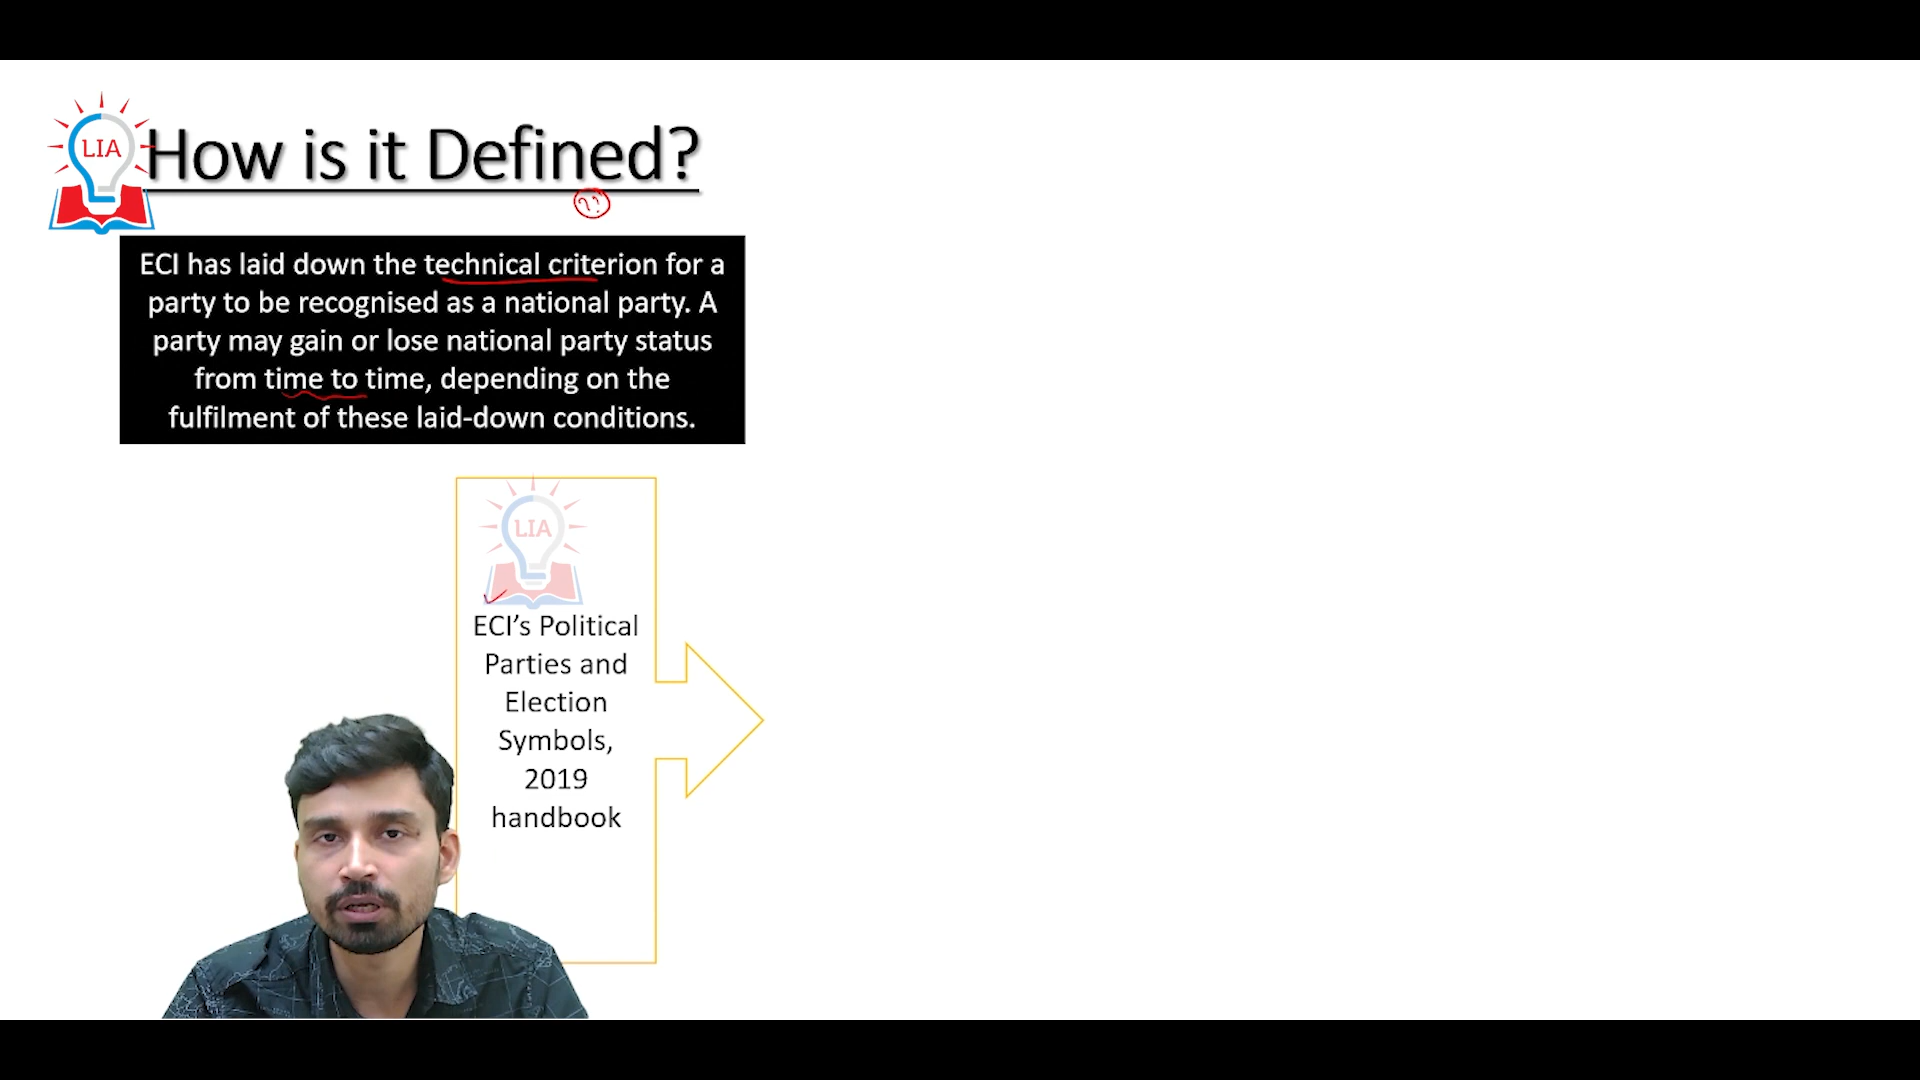 LIA
How is it Defined?
??
ECI has laid down the technical criterion for a
party to be recognised as a national party. A
party may gain or lose national party status
from time to time, depending on the
fulfilment of these laid-down conditions.
LIA
ECI’s Political
Parties and
Election
Symbols,
2019
handbook